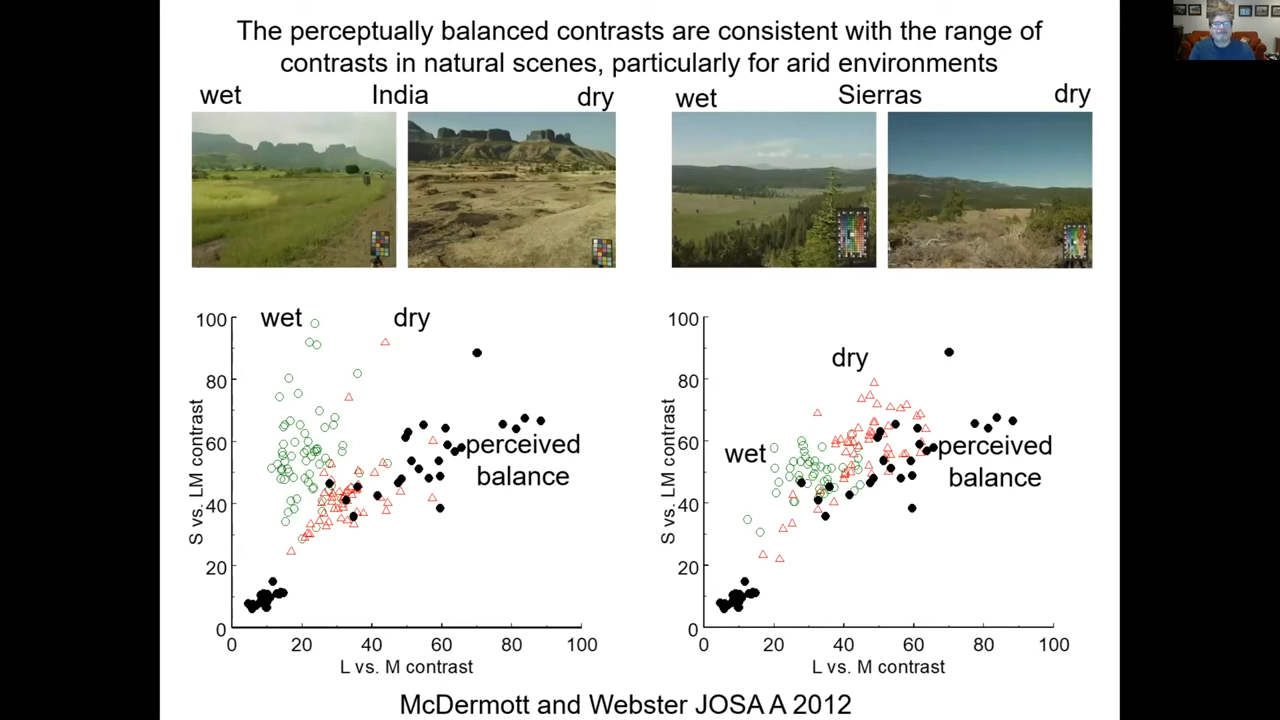 The perceptually balanced contrasts are consistent with the range of
contrasts in natural scenes, particularly for arid environments
wet India dry
wet Sierras dry
100
80
60
40
20
0
S vs. LM contrast
wet dry
perceived
balance
0 20 40 60 80 100
L vs. M contrast
100
80
60
40
20
0
S vs. LM contrast
dry
wet
perceived
balance
0 20 40 60 80 100
L vs. M contrast
McDermott and Webster JOSA A 2012